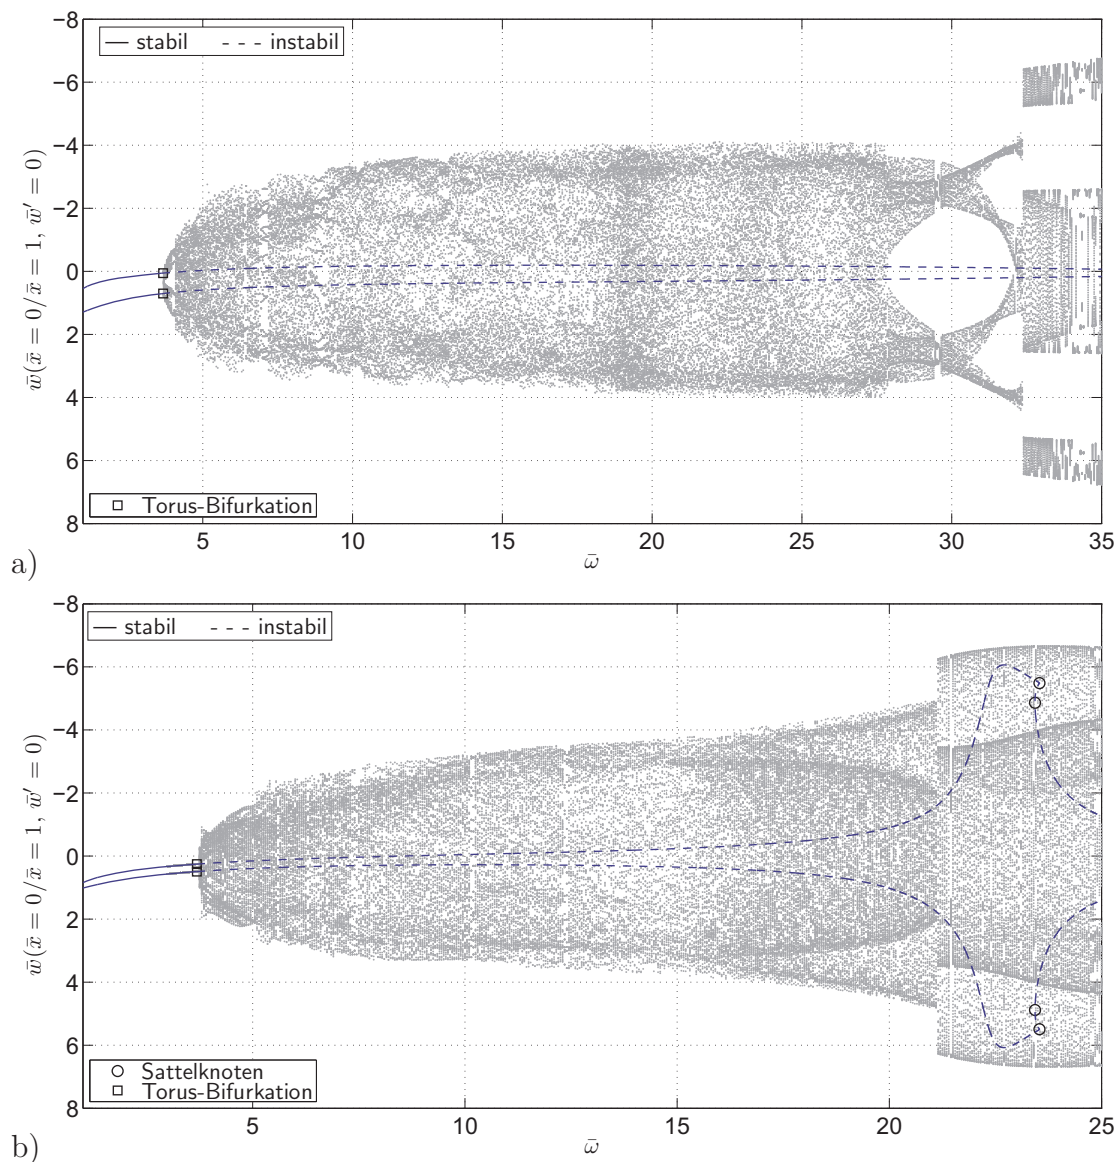 −8
— stabil - - - instabil
−6
−4
−2
0
2
4
6
8
w̄(x̄ = 0/x̄ = 1, w̄′ = 0)
□ Torus-Bifurkation
5 10 15 20 25 30 35
a)
ω̄
−8
— stabil - - - instabil
−6
−4
−2
0
2
4
6
8
w̄(x̄ = 0/x̄ = 1, w̄′ = 0)
○ Sattelknoten
□ Torus-Bifurkation
5 10 15 20 25
b)
ω̄